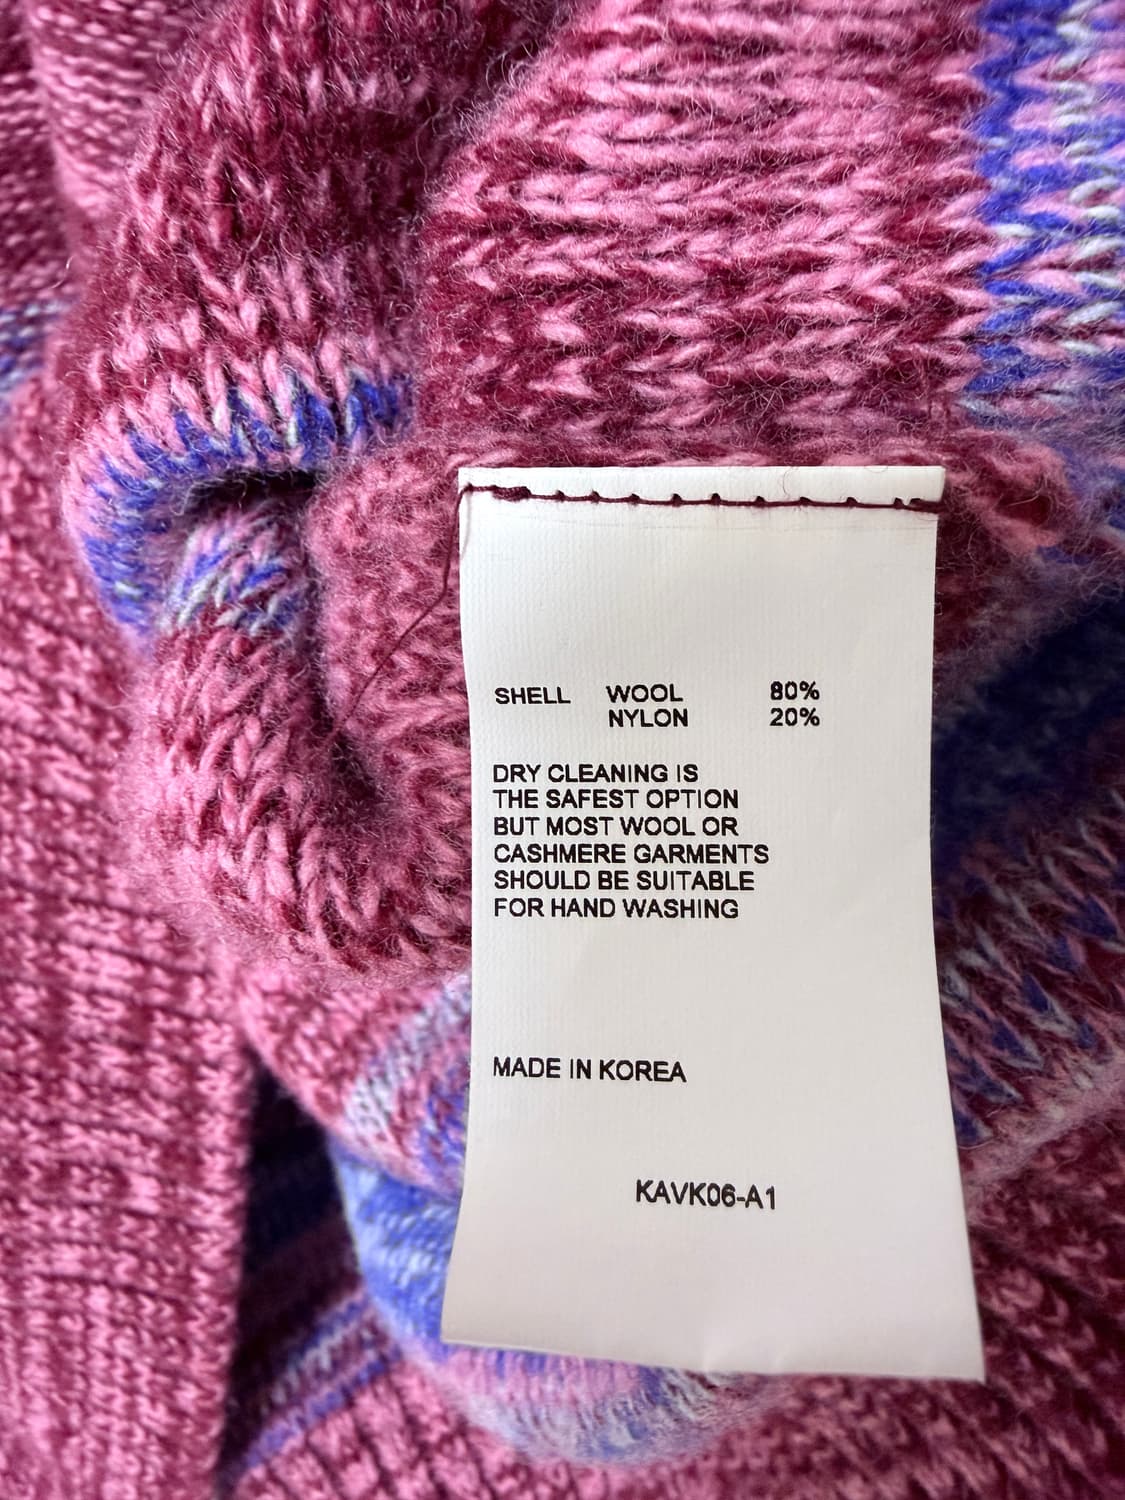 SHELL WOOL 80%
NYLON 20%
DRY CLEANING IS
THE SAFEST OPTION
BUT MOST WOOL OR
CASHMERE GARMENTS
SHOULD BE SUITABLE
FOR HAND WASHING
MADE IN KOREA
KAVK06-A1